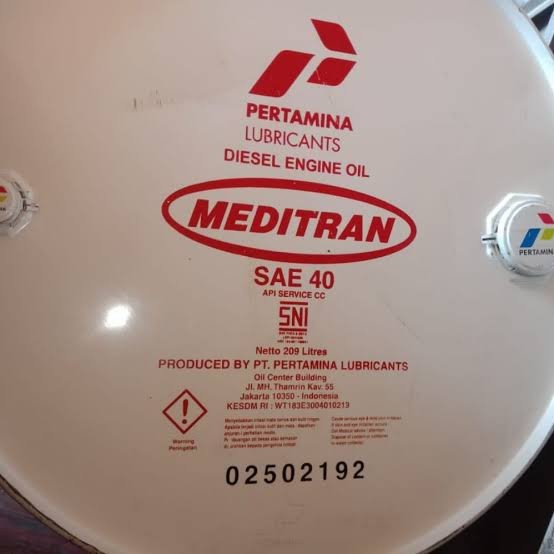 PERTAMINA
LUBRICANTS
DIESEL ENGINE OIL
MEDITRAN
SAE 40
API SERVICE CC
SNI
Netto 209 Litres
PRODUCED BY PT. PERTAMINA LUBRICANTS
Oil Center Building
Jl. MH. Thamrin Kav. 55
Jakarta 10350 - Indonesia
KESDM RI : WT183E3004010219
Warning
Peringatan
02502192
PERTAMINA